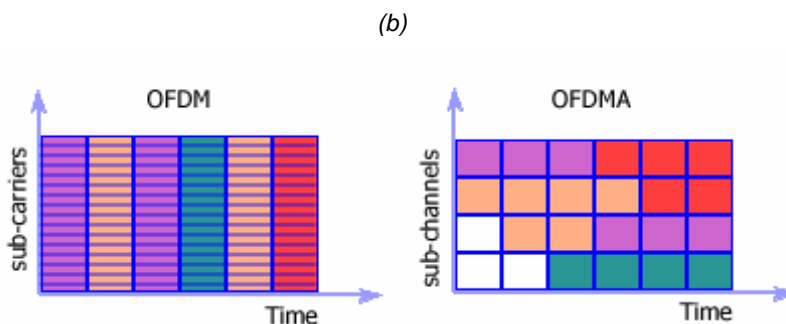 (b)
OFDM
sub-carriers
Time
OFDMA
sub-channels
Time